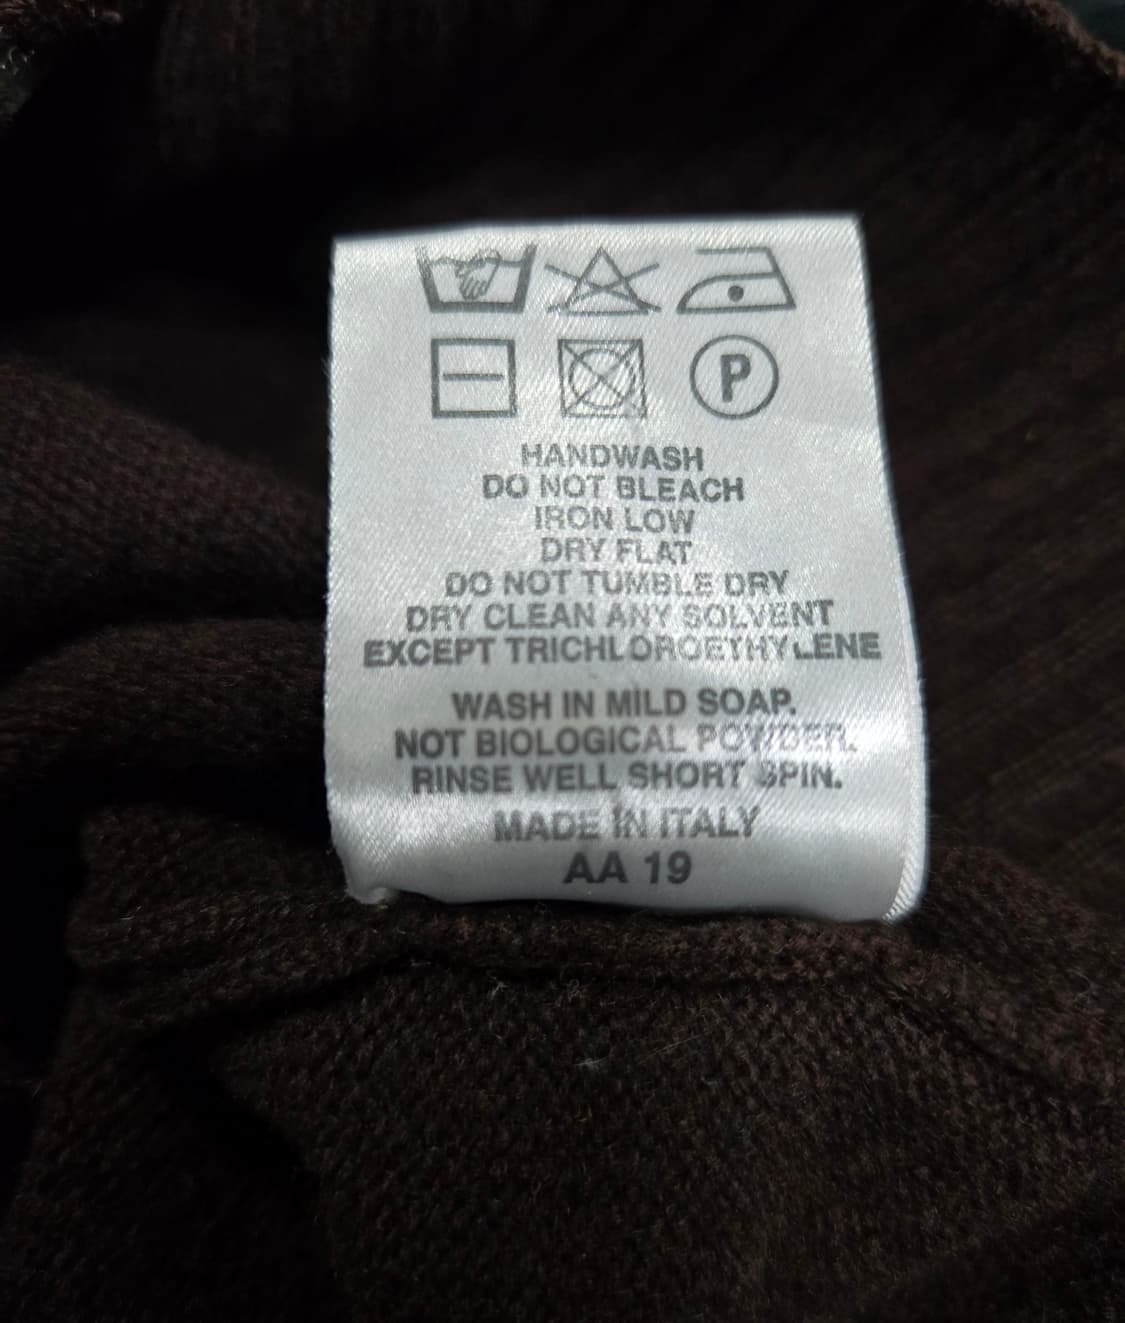 P
HANDWASH
DO NOT BLEACH
IRON LOW
DRY FLAT
DO NOT TUMBLE DRY
DRY CLEAN ANY SOLVENT
EXCEPT TRICHLOROETHYLENE
WASH IN MILD SOAP.
NOT BIOLOGICAL POWDER.
RINSE WELL SHORT SPIN.
MADE IN ITALY
AA 19